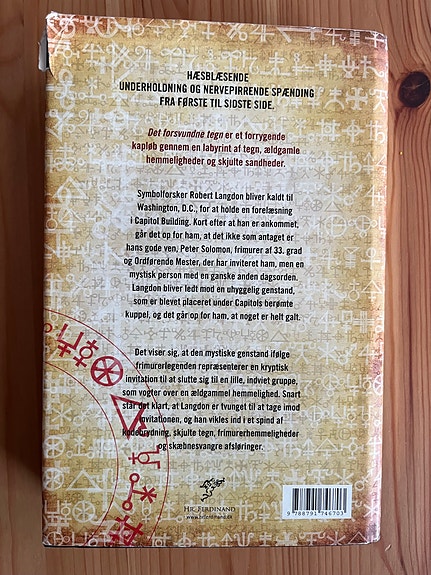 HÆSBLÆSENDE
UNDERHOLDNING OG NERVEPIRRENDE SPÆNDING
FRA FØRSTE TIL SIDSTE SIDE.
Det forsvundne tegn er et forrygende
kapløb gennem en labyrint af tegn, ældgamle
hemmeligheder og skjulte sandheder.
Symbolforsker Robert Langdon bliver kaldt til
Washington, D.C., for at holde en forelæsning
i Capitol Building. Kort efter at han er ankommet,
går det op for ham, at det ikke som antaget er
hans gode ven, Peter Solomon, frimurer af 33. grad
og Ordførende Mester, der har inviteret ham, men en
mystisk person med en ganske anden dagsorden.
Langdon bliver ledt mod en uhyggelig genstand,
som er blevet placeret under Capitols berømte
kuppel, og det går op for ham, at noget er helt galt.
Det viser sig, at den mystiske genstand ifølge
frimurerlegenden repræsenterer en kryptisk
invitation til at slutte sig til en lille, indviet gruppe,
som vogter over en ældgammel hemmelighed. Snart
står det klart, at Langdon er tvunget til at tage imod
invitationen, og han vikles ind i et spind af
kodebrydning, skjulte tegn, frimurerhemmeligheder
og skæbnesvangre afsløringer.
HR. FERDINAND
www.hrferdinand.dk
9 788791 746703